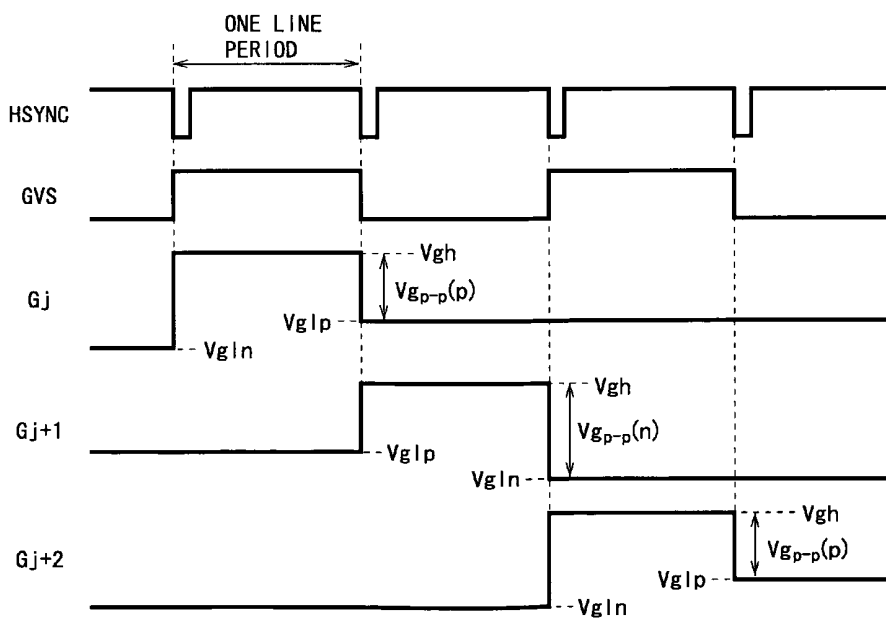 ONE LINE
PERIOD
HSYNC
GVS
Gj
Vgh
Vgp-p(p)
Vglp
Vgln
Gj+1
Vgh
Vgp-p(n)
Vglp
Vgln
Gj+2
Vgh
Vgp-p(p)
Vglp
Vgln